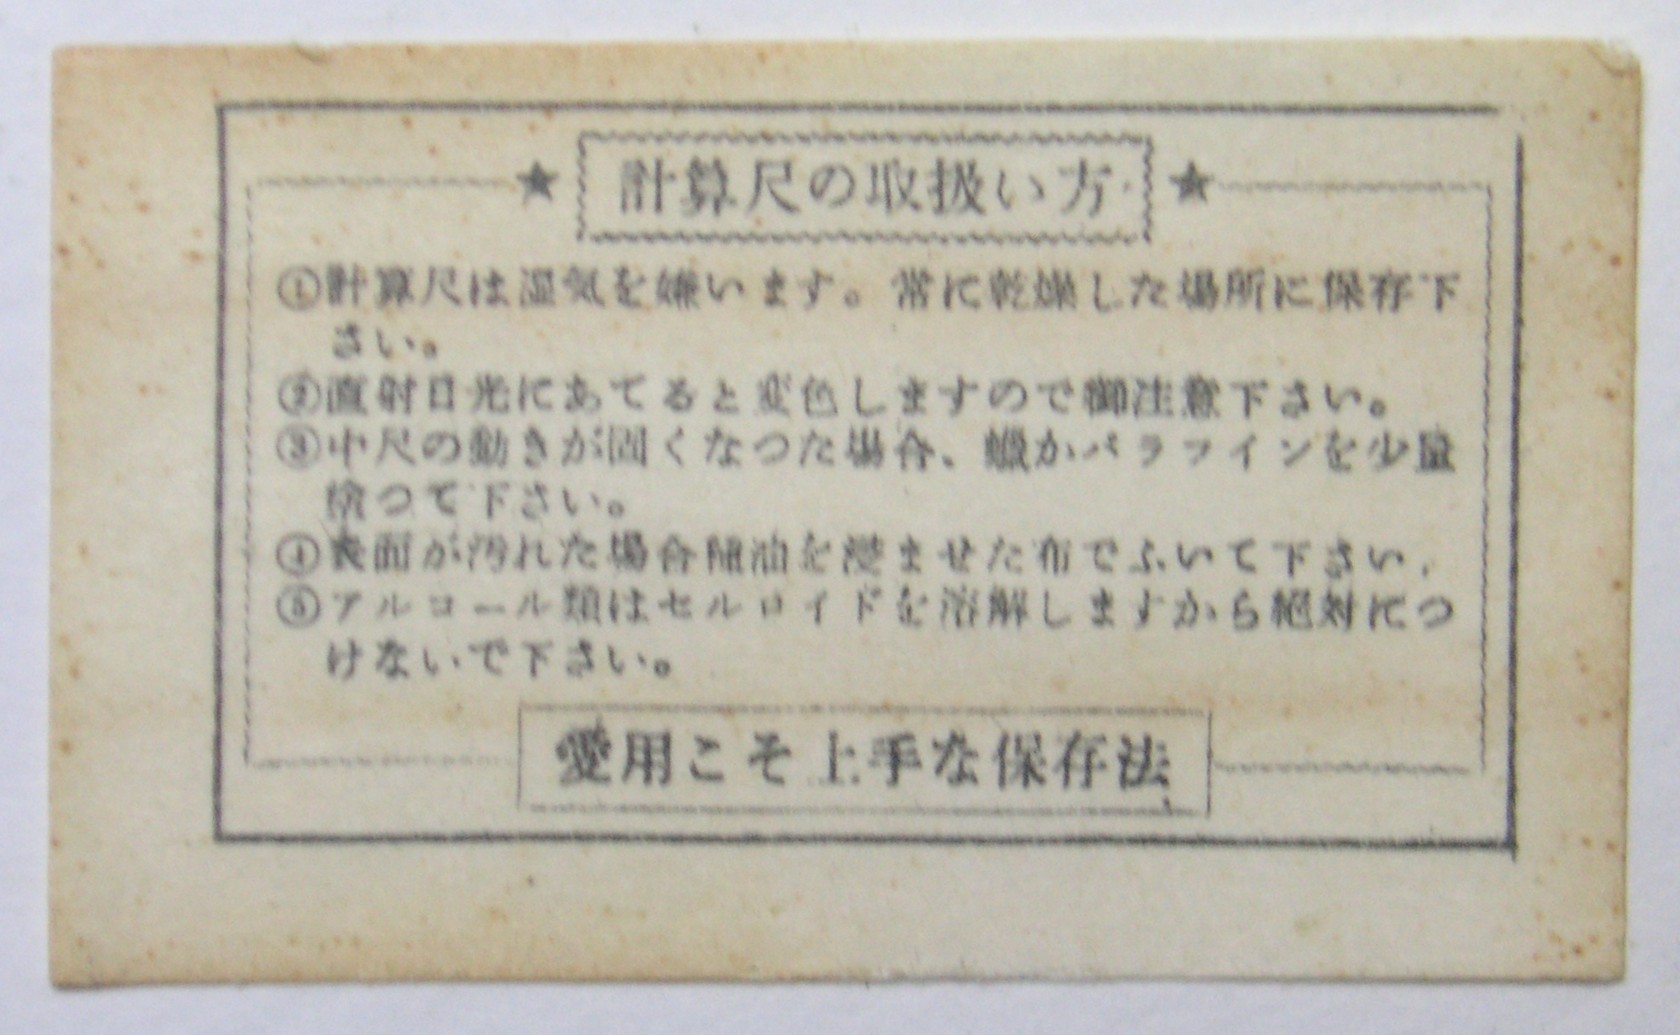 ★計算尺の取扱い方★
①計算尺は湿気を嫌います。常に乾燥した場所に保存下
さい。
②直射日光にあてると変色しますので御注意下さい。
③中尺の動きが固くなつた場合、蠟かパラフインを少量
塗つて下さい。
④表面が汚れた場合種油を浸ませた布でふいて下さい.
⑤アルコール類はセルロイドを溶解しますから絶対につ
けないで下さい。
愛用こそ上手な保存法